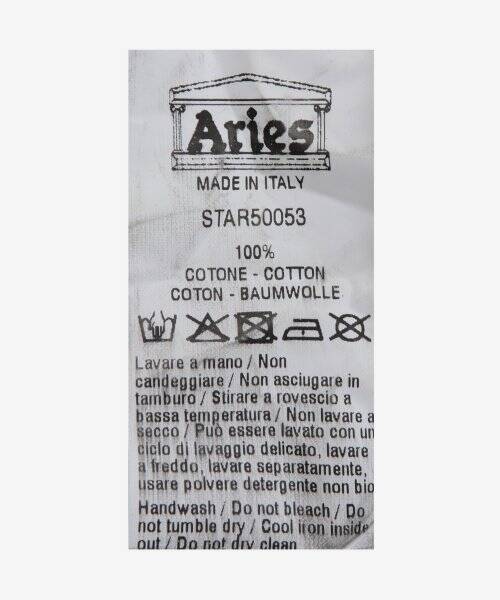 Aries
MADE IN ITALY
STAR50053
100%
COTONE - COTTON
COTON - BAUMWOLLE
Lavare a mano / Non
candeggiare / Non asciugare in
tamburo / Stirare a rovescio a
bassa temperatura / Non lavare a
secco / Può essere lavato con un
ciclo di lavaggio delicato, lavare
a freddo, lavare separatamente,
usare polvere detergente non bio
Handwash / Do not bleach / Do
not tumble dry / Cool iron inside
out / Do not dry clean